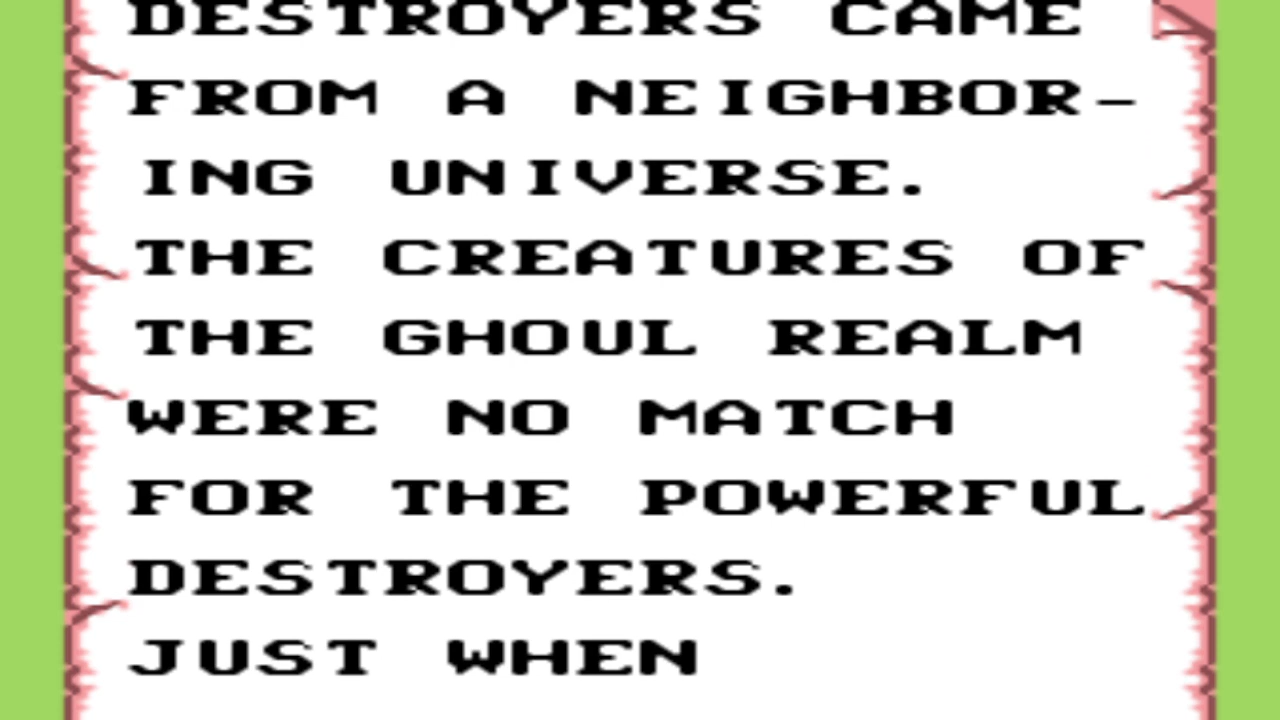 DESTROYERS CAME
FROM A NEIGHBOR-
ING UNIVERSE.
THE CREATURES OF
THE GHOUL REALM
WERE NO MATCH
FOR THE POWERFUL
DESTROYERS.
JUST WHEN